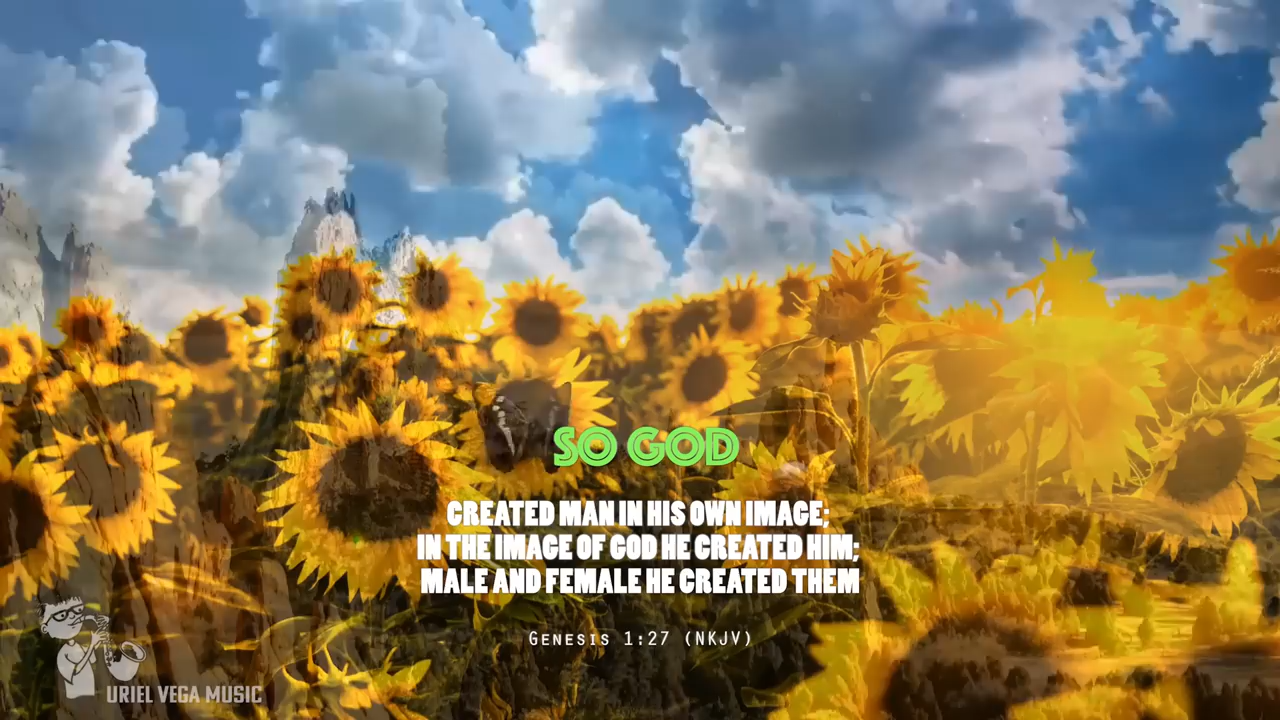 SO GOD
CREATED MAN IN HIS OWN IMAGE;
IN THE IMAGE OF GOD HE CREATED HIM;
MALE AND FEMALE HE CREATED THEM
Genesis 1:27 (NKJV)
URIEL VEGA MUSIC